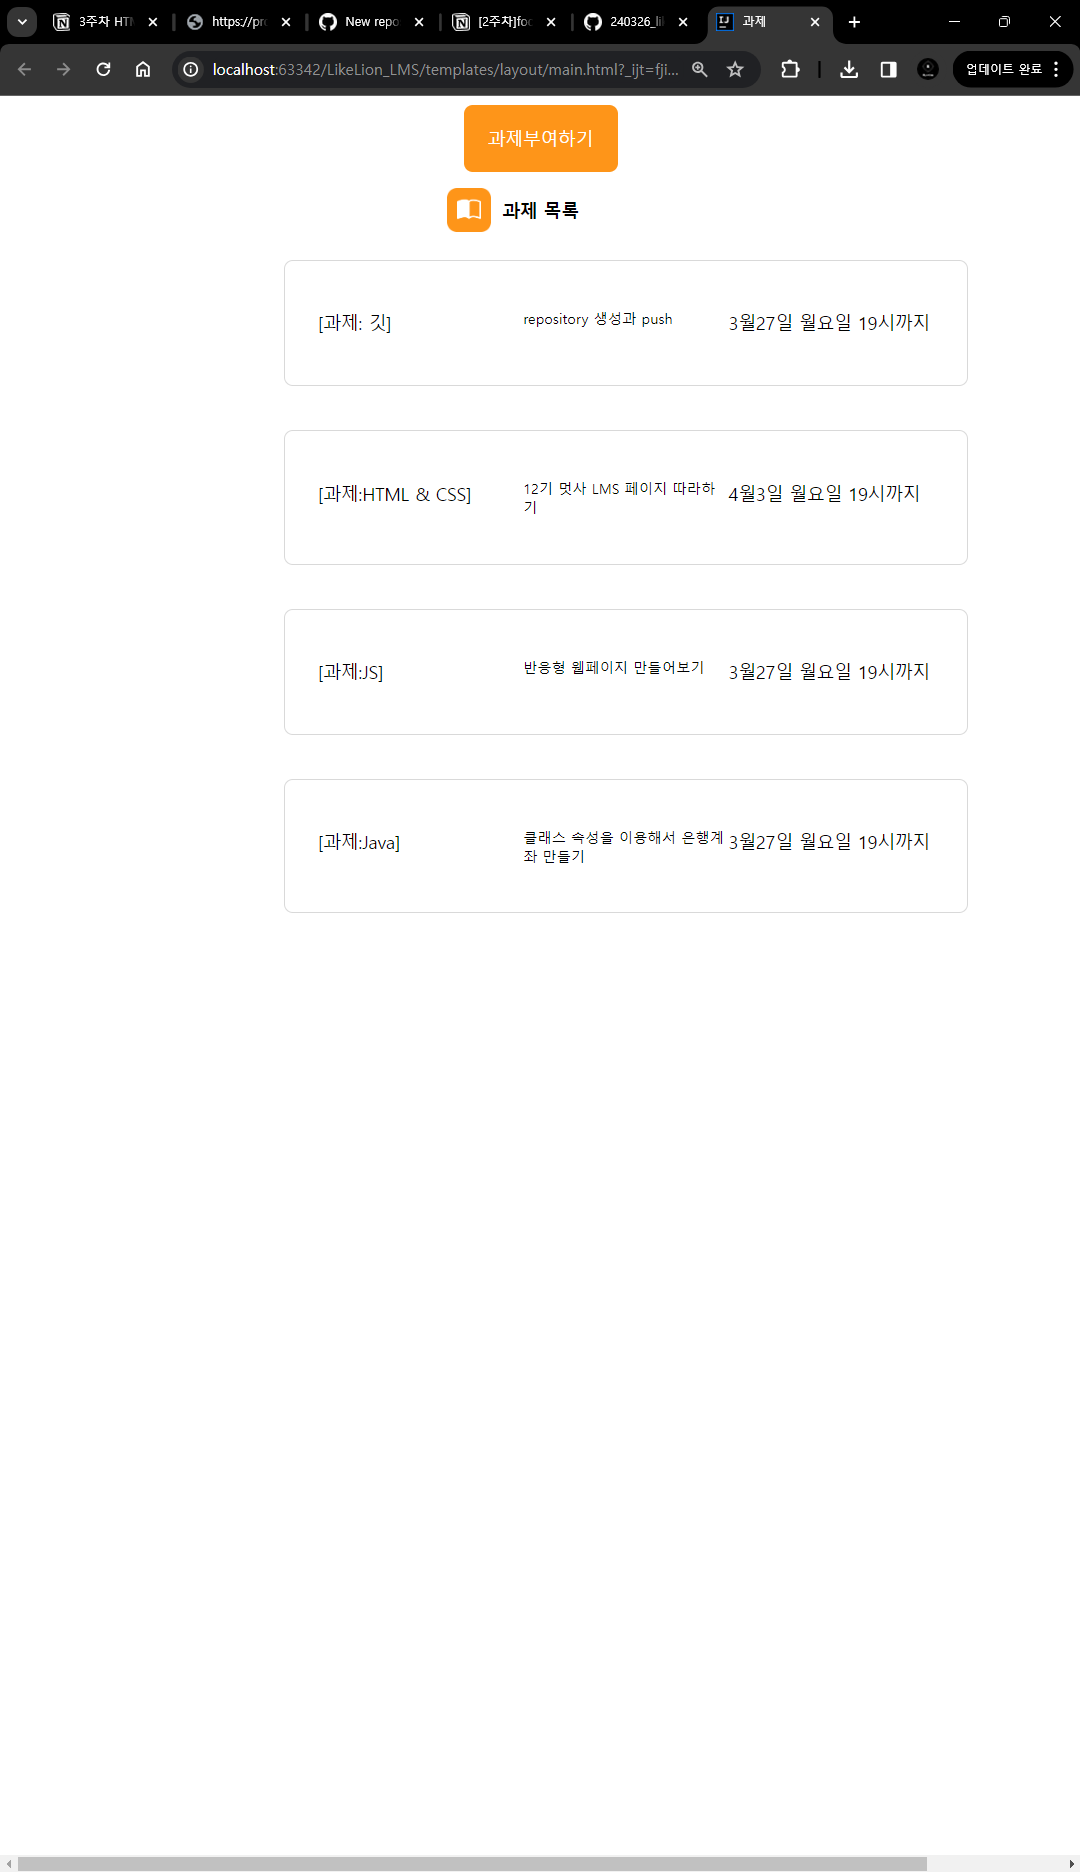 3주차 HTM
https://pro
New repo
[2주차]foo
240326_lik
과제
localhost:63342/LikeLion_LMS/templates/layout/main.html?_ijt=fji...
업데이트 완료
과제부여하기
과제 목록
[과제: 깃] repository 생성과 push 3월27일 월요일 19시까지
[과제:HTML & CSS] 12기 멋사 LMS 페이지 따라하 4월3일 월요일 19시까지
기
[과제:JS] 반응형 웹페이지 만들어보기 3월27일 월요일 19시까지
[과제:Java] 클래스 속성을 이용해서 은행계 3월27일 월요일 19시까지
좌 만들기